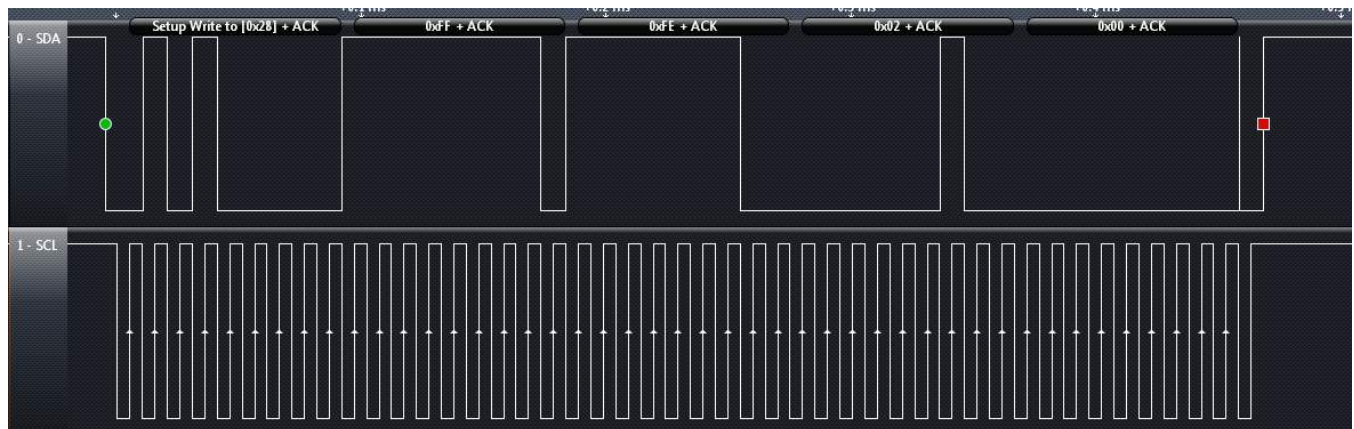 Setup Write to [0x28] + ACK
0xFF + ACK
0xFE + ACK
0x02 + ACK
0x00 + ACK
0 - SDA
1 - SCL